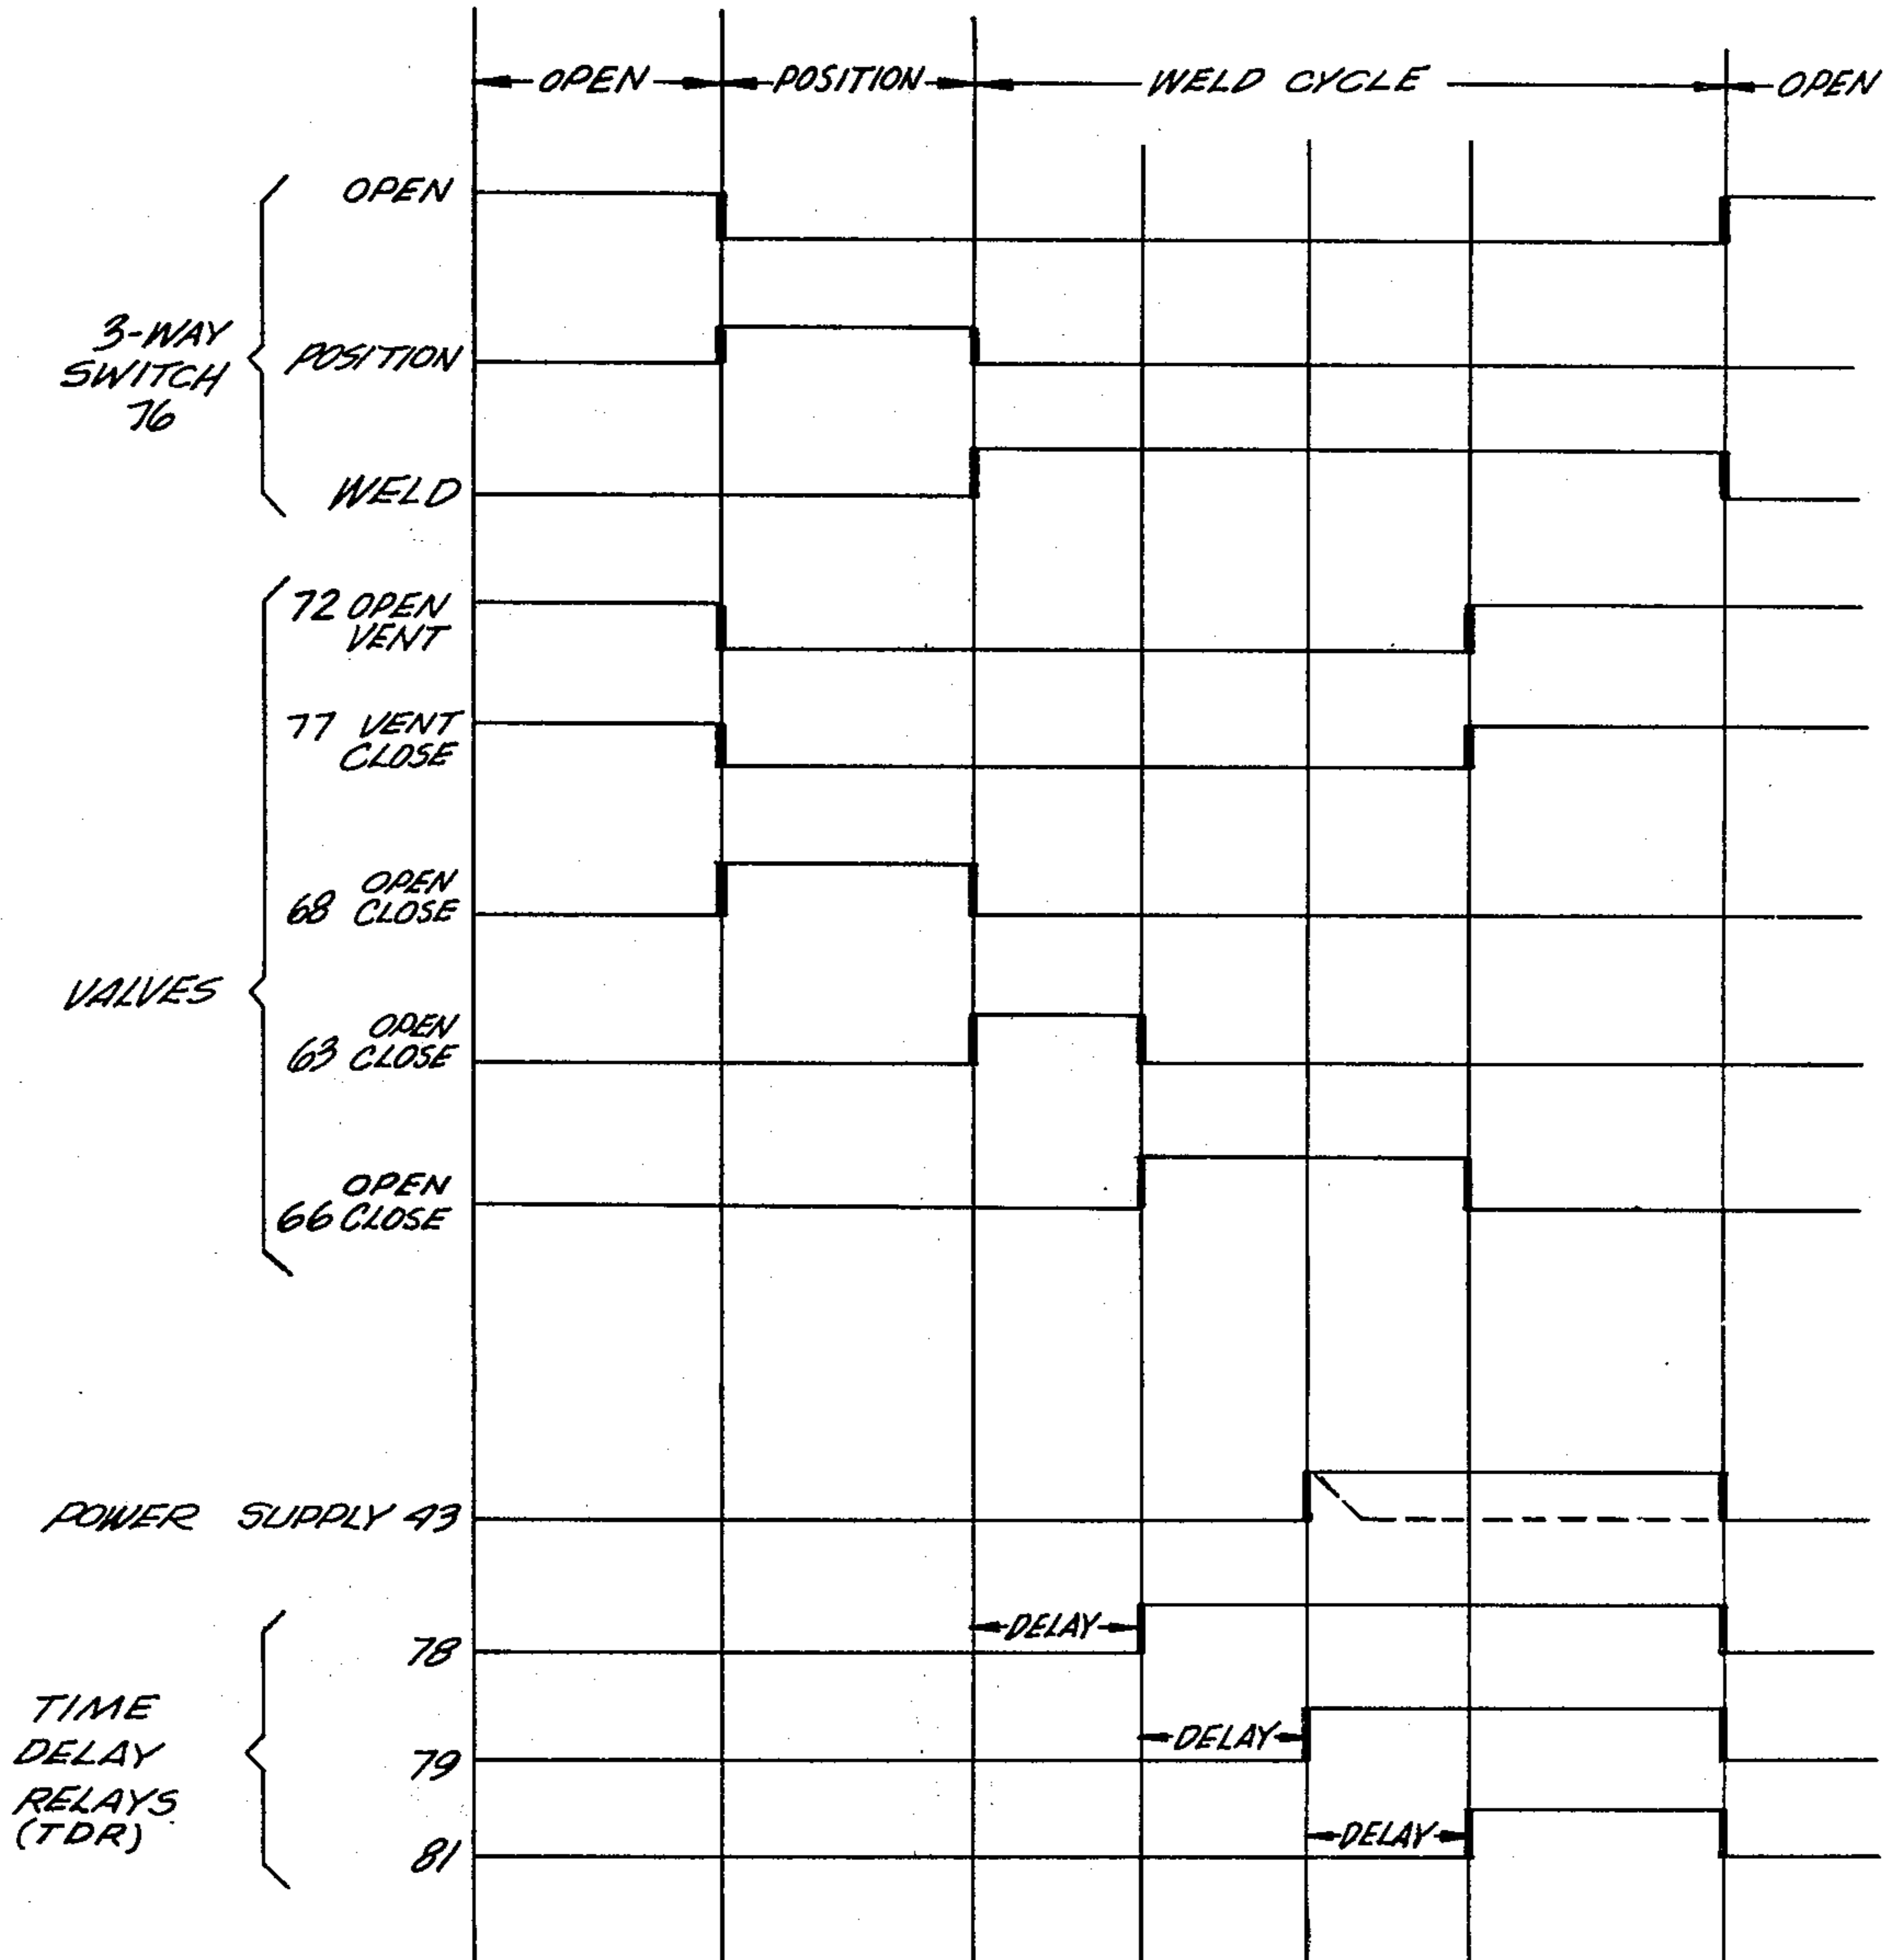 OPEN POSITION WELD CYCLE OPEN
3-WAY
SWITCH
76
OPEN
POSITION
WELD
VALVES
72 OPEN
VENT
77 VENT
CLOSE
OPEN
68 CLOSE
OPEN
63 CLOSE
OPEN
66 CLOSE
POWER SUPPLY 43
TIME
DELAY
RELAYS
(TDR)
78
DELAY
79
DELAY
81
DELAY